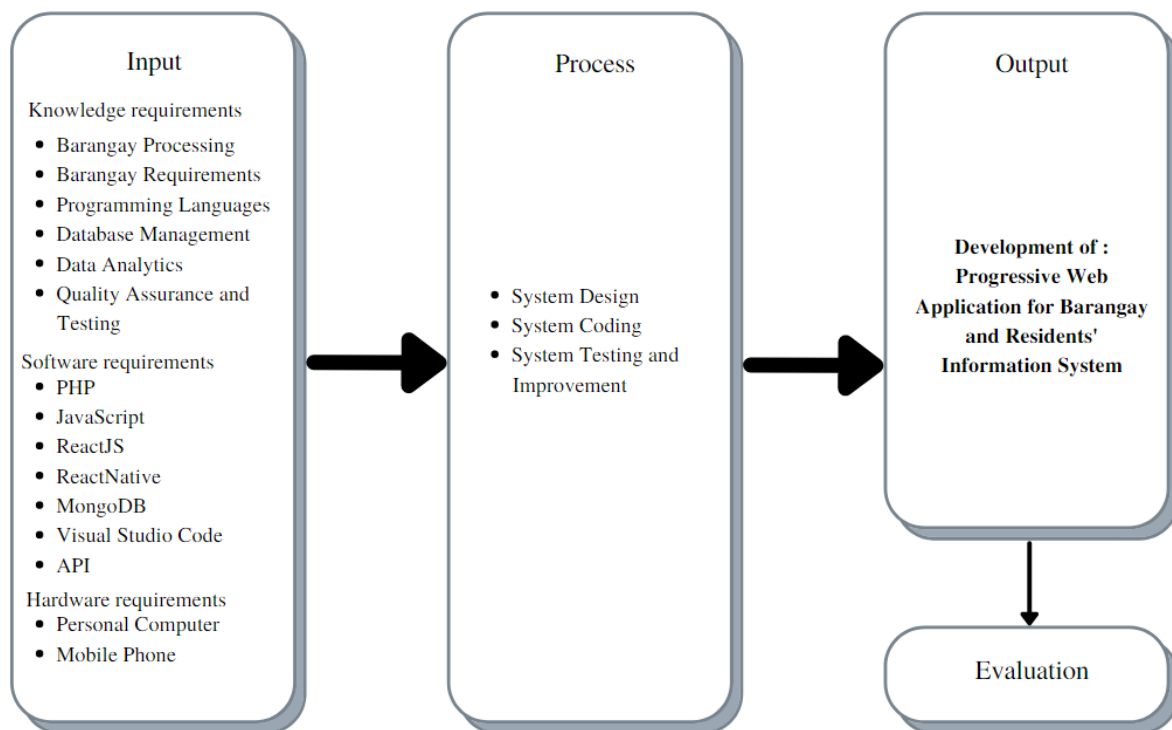 Input
Knowledge requirements
• Barangay Processing
• Barangay Requirements
• Programming Languages
• Database Management
• Data Analytics
• Quality Assurance and
Testing
Software requirements
• PHP
• JavaScript
• ReactJS
• ReactNative
• MongoDB
• Visual Studio Code
• API
Hardware requirements
• Personal Computer
• Mobile Phone
Process
• System Design
• System Coding
• System Testing and
Improvement
Output
Development of :
Progressive Web
Application for Barangay
and Residents'
Information System
Evaluation